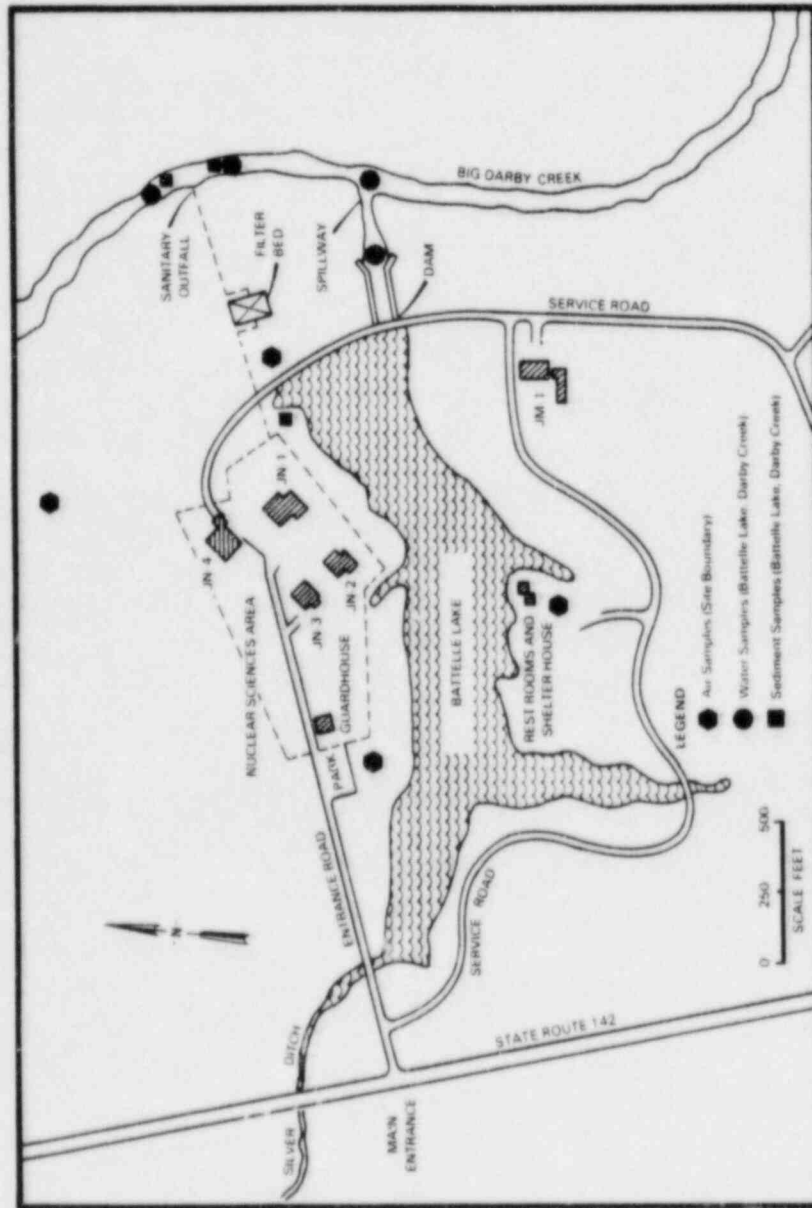 SILVER
DITCH
MAIN
ENTRANCE
STATE ROUTE 142
ENTRANCE ROAD
N
NUCLEAR SCIENCES AREA
PARK
GUARDHOUSE
JN 3
JN 2
JN 4
JN 1
SANITARY
OUTFALL
FILTER
BED
SPILLWAY
DAM
BIG DARBY CREEK
BATTELLE LAKE
REST ROOMS AND
SHELTER HOUSE
SERVICE ROAD
SERVICE ROAD
JM 1
0 250 500
SCALE FEET
LEGEND
Air Samples (Site Boundary)
Water Samples (Battelle Lake, Darby Creek)
Sediment Samples (Battelle Lake, Darby Creek)